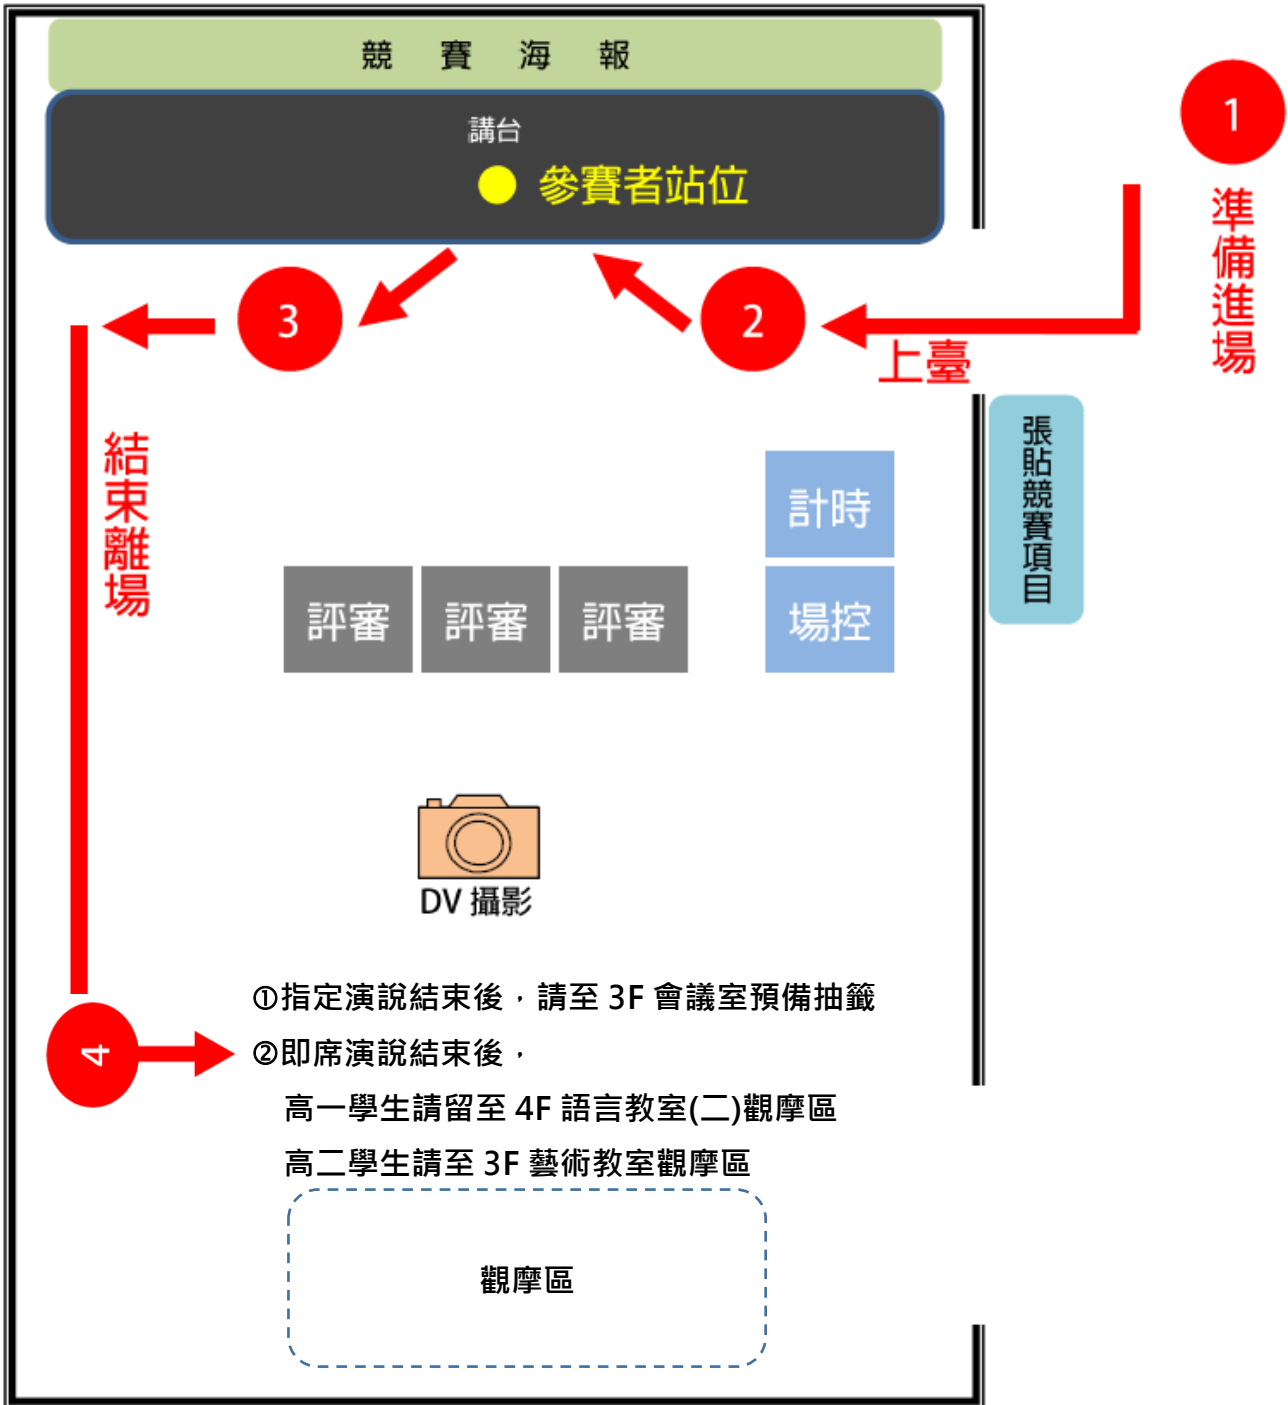 競賽海報
講台
參賽者站位
1
準備進場
2
上臺
3
結束離場
張貼競賽項目
計時
評審 評審 評審
場控
DV 攝影
4
①指定演說結束後，請至 3F 會議室預備抽籤
②即席演說結束後，
高一學生請留至 4F 語言教室(二)觀摩區
高二學生請至 3F 藝術教室觀摩區
觀摩區